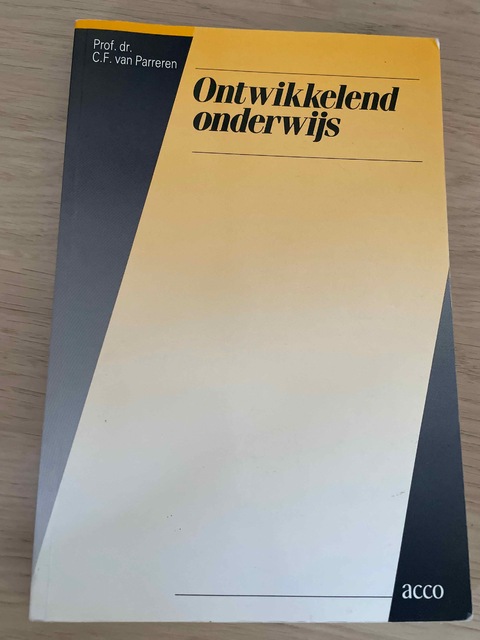 Prof. dr.
C.F. van Parreren
Ontwikkelend
onderwijs
acco